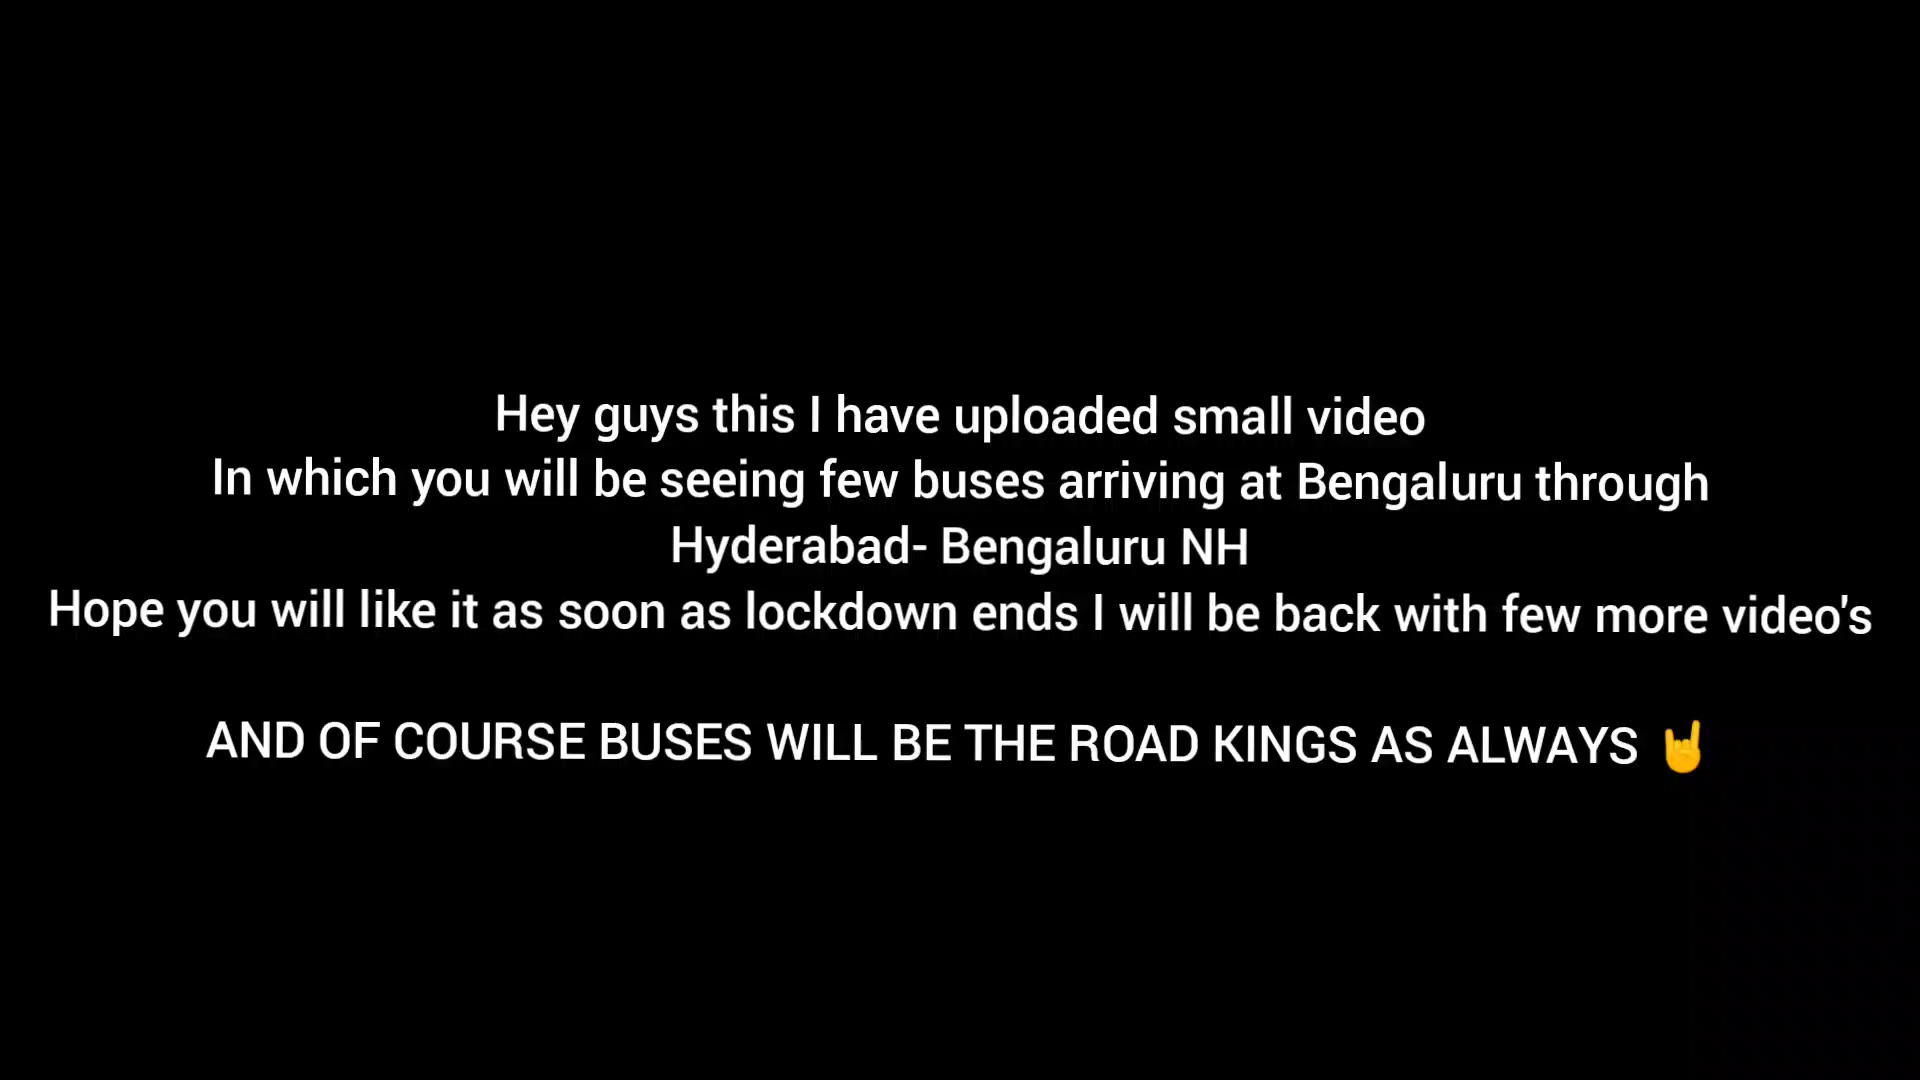 Hey guys this I have uploaded small video
In which you will be seeing few buses arriving at Bengaluru through
Hyderabad- Bengaluru NH
Hope you will like it as soon as lockdown ends I will be back with few more video's
AND OF COURSE BUSES WILL BE THE ROAD KINGS AS ALWAYS 🤘